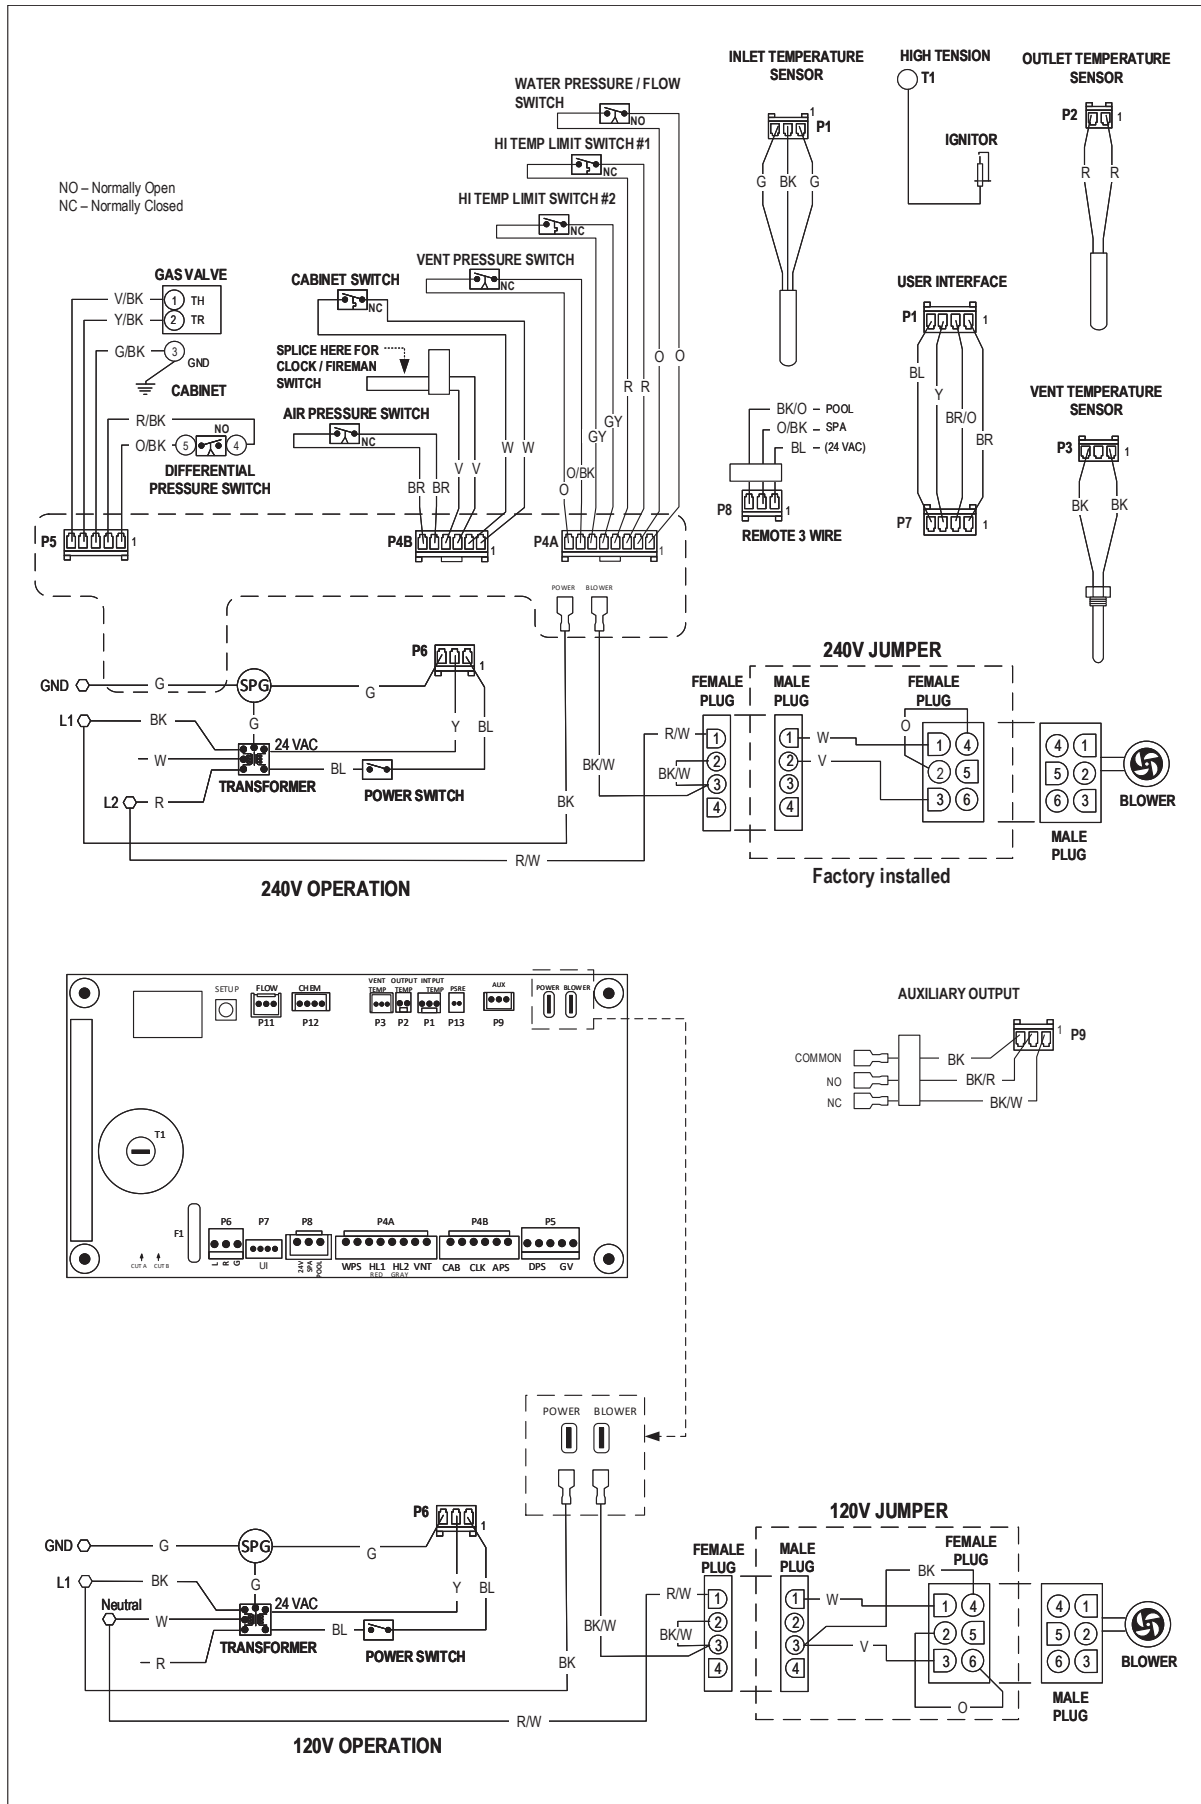 INLET TEMPERATURE
SENSOR
1
P1
G
BK
G
HIGH TENSION
T1
IGNITOR
OUTLET TEMPERATURE
SENSOR
P2
1
R
R
WATER PRESSURE / FLOW
SWITCH
NO
HI TEMP LIMIT SWITCH #1
NC
HI TEMP LIMIT SWITCH #2
NC
VENT PRESSURE SWITCH
NC
NO – Normally Open
NC – Normally Closed
GAS VALVE
V/BK
1
TH
Y/BK
2
TR
G/BK
3
GND
CABINET
R/BK
NO
O/BK
5
4
DIFFERENTIAL
PRESSURE SWITCH
CABINET SWITCH
NC
SPLICE HERE FOR
CLOCK / FIREMAN
SWITCH
AIR PRESSURE SWITCH
NC
BR
BR
V
V
W
W
O
O/BK
GY
GY
R
R
O
O
USER INTERFACE
P1
1
BL
Y
BR/O
BR
P7
1
BK/O – POOL
O/BK – SPA
BL – (24 VAC)
P8
1
REMOTE 3 WIRE
VENT TEMPERATURE
SENSOR
P3
1
BK
BK
P5
1
P4B
1
P4A
1
POWER
BLOWER
GND
G
SPG
G
P6
1
L1
BK
G
24 VAC
Y
BL
W
TRANSFORMER
BL
POWER SWITCH
L2
R
BK
BK/W
R/W
240V OPERATION
240V JUMPER
FEMALE
PLUG
MALE
PLUG
FEMALE
PLUG
R/W
BK/W
1
2
3
4
1
2
3
4
W
V
O
1
4
2
5
3
6
4
1
5
2
6
3
BLOWER
MALE
PLUG
Factory installed
SETUP
FLOW
P11
CHEM
P12
VENT
TEMP
P3
OUTPUT
TEMP
P2
INTPUT
TEMP
P1
PSRE
P13
AUX
P9
POWER
BLOWER
T1
F1
CUT A
CUT B
P6
L
R
G
P7
UI
P8
24V
SPA
POOL
P4A
WPS
HL1
HL2
VNT
RED
GRAY
P4B
CAB
CLK
APS
P5
DPS
GV
AUXILIARY OUTPUT
1
P9
COMMON
BK
NO
BK/R
NC
BK/W
POWER
BLOWER
GND
G
SPG
G
P6
1
L1
BK
G
24 VAC
Y
BL
Neutral
W
TRANSFORMER
BL
POWER SWITCH
R
BK
BK/W
R/W
120V OPERATION
120V JUMPER
FEMALE
PLUG
MALE
PLUG
FEMALE
PLUG
BK
R/W
BK/W
1
2
3
4
1
2
3
4
W
V
O
1
4
2
5
3
6
4
1
5
2
6
3
BLOWER
MALE
PLUG